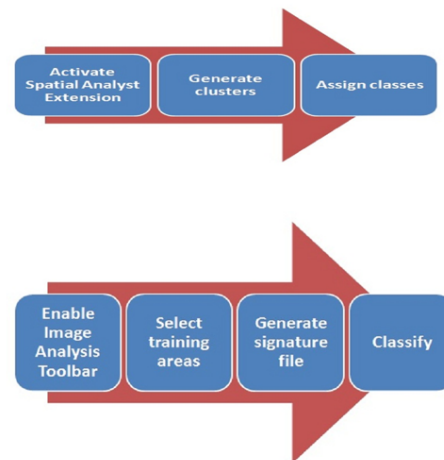 Activate
Spatial Analyst
Extension
Generate
clusters
Assign classes
Enable
Image
Analysis
Toolbar
Select
training
areas
Generate
signature
file
Classify